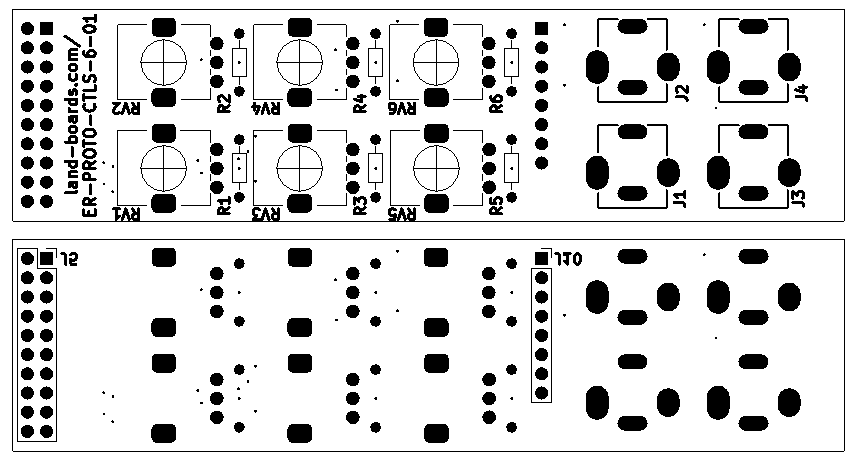 land-boards.com/
ER-PROTO-CTLS-6-01
RV2
R2
RV4
R4
RV6
R6
J2
J4
RV1
R1
RV3
R3
RV5
R5
J1
J3
J5
J10